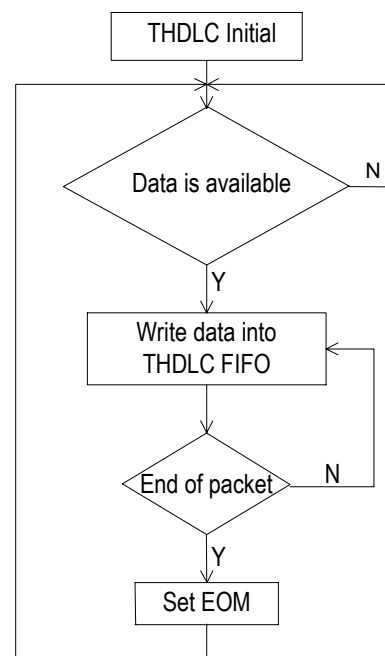 THDLC Initial
Data is available
N
Y
Write data into
THDLC FIFO
End of packet
N
Y
Set EOM